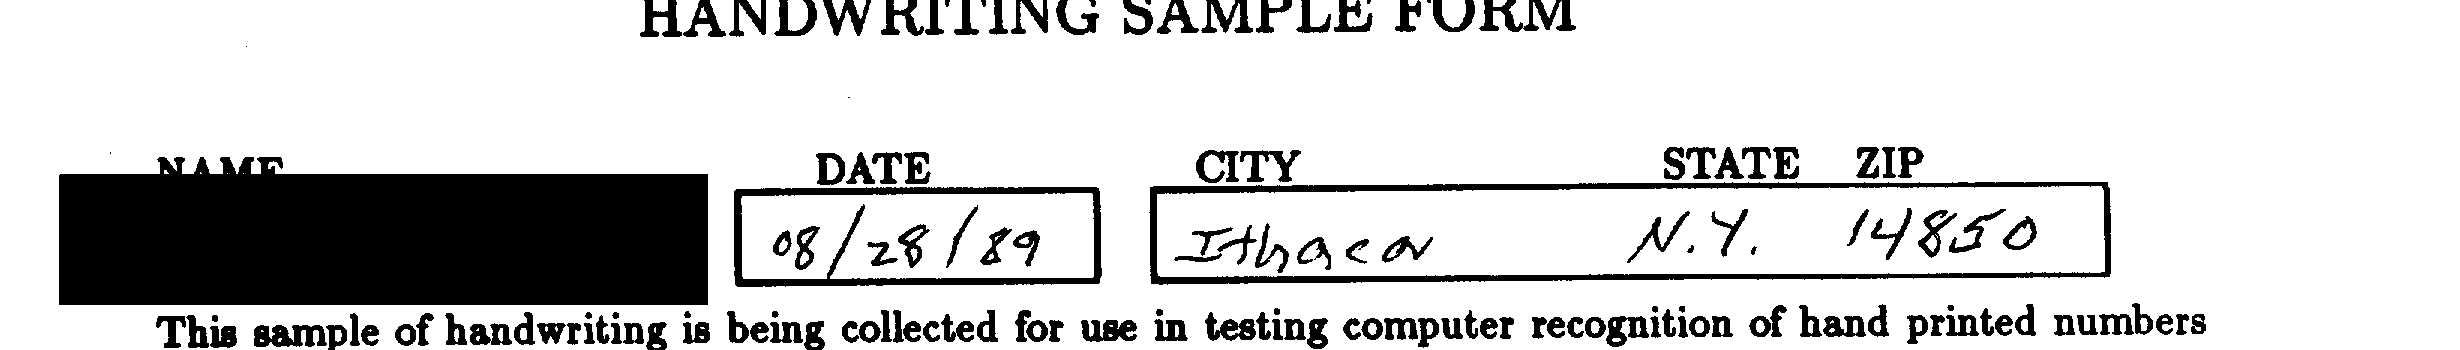 HANDWRITING SAMPLE FORM
NAME DATE CITY STATE ZIP
08/28/89 Ithaca N.Y. 14850
This sample of handwriting is being collected for use in testing computer recognition of hand printed numbers